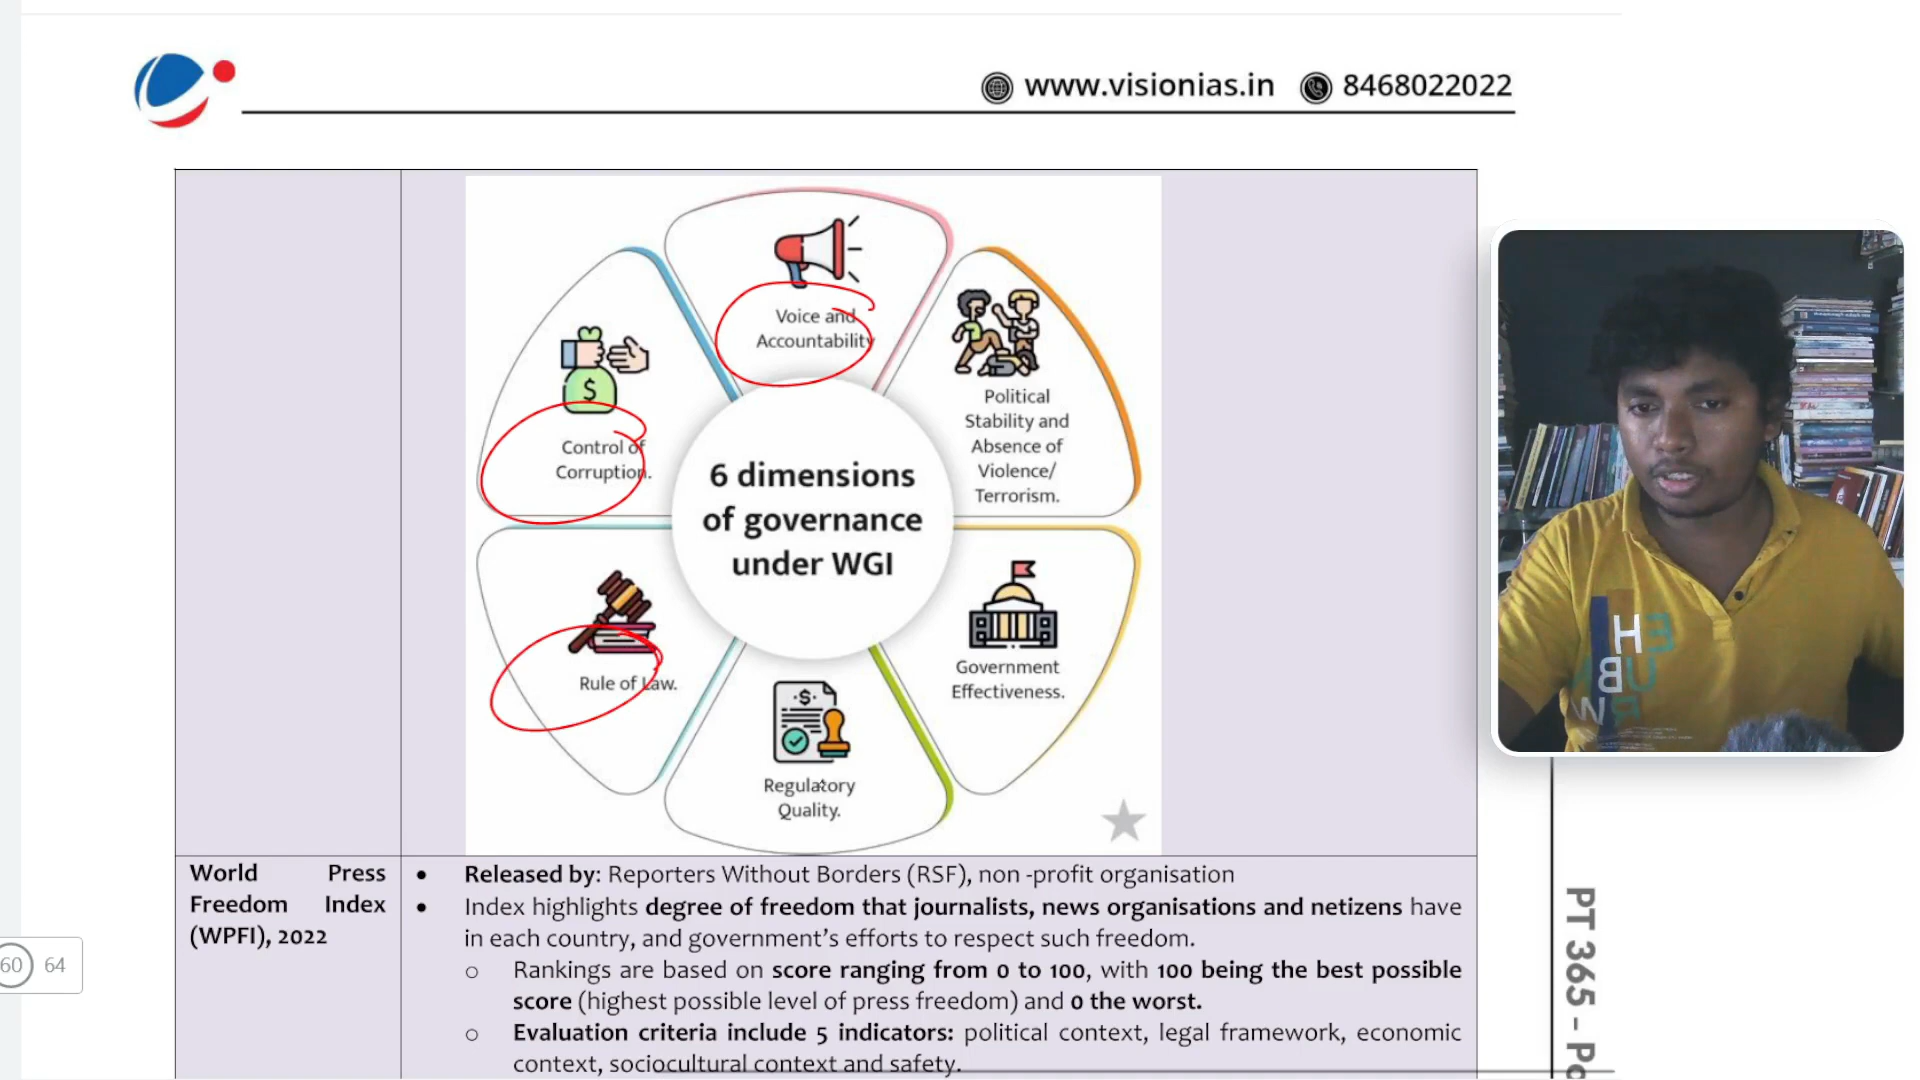 www.visionias.in 8468022022
Voice and
Accountability
Control of
Corruption.
Political
Stability and
Absence of
Violence/
Terrorism.
6 dimensions
of governance
under WGI
Rule of Law.
Government
Effectiveness.
Regulatory
Quality.
World Press
Freedom Index
(WPFI), 2022
• Released by: Reporters Without Borders (RSF), non -profit organisation
• Index highlights degree of freedom that journalists, news organisations and netizens have
in each country, and government's efforts to respect such freedom.
o Rankings are based on score ranging from 0 to 100, with 100 being the best possible
score (highest possible level of press freedom) and 0 the worst.
o Evaluation criteria include 5 indicators: political context, legal framework, economic
context, sociocultural context and safety.
60 64
PT 365 -